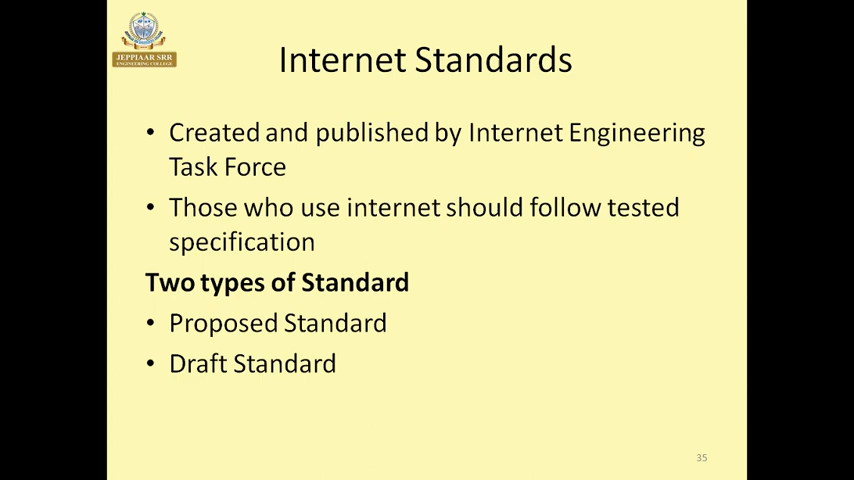 JEPPIAAR SRR
ENGINEERING COLLEGE
Internet Standards
• Created and published by Internet Engineering
Task Force
• Those who use internet should follow tested
specification
Two types of Standard
• Proposed Standard
• Draft Standard
35